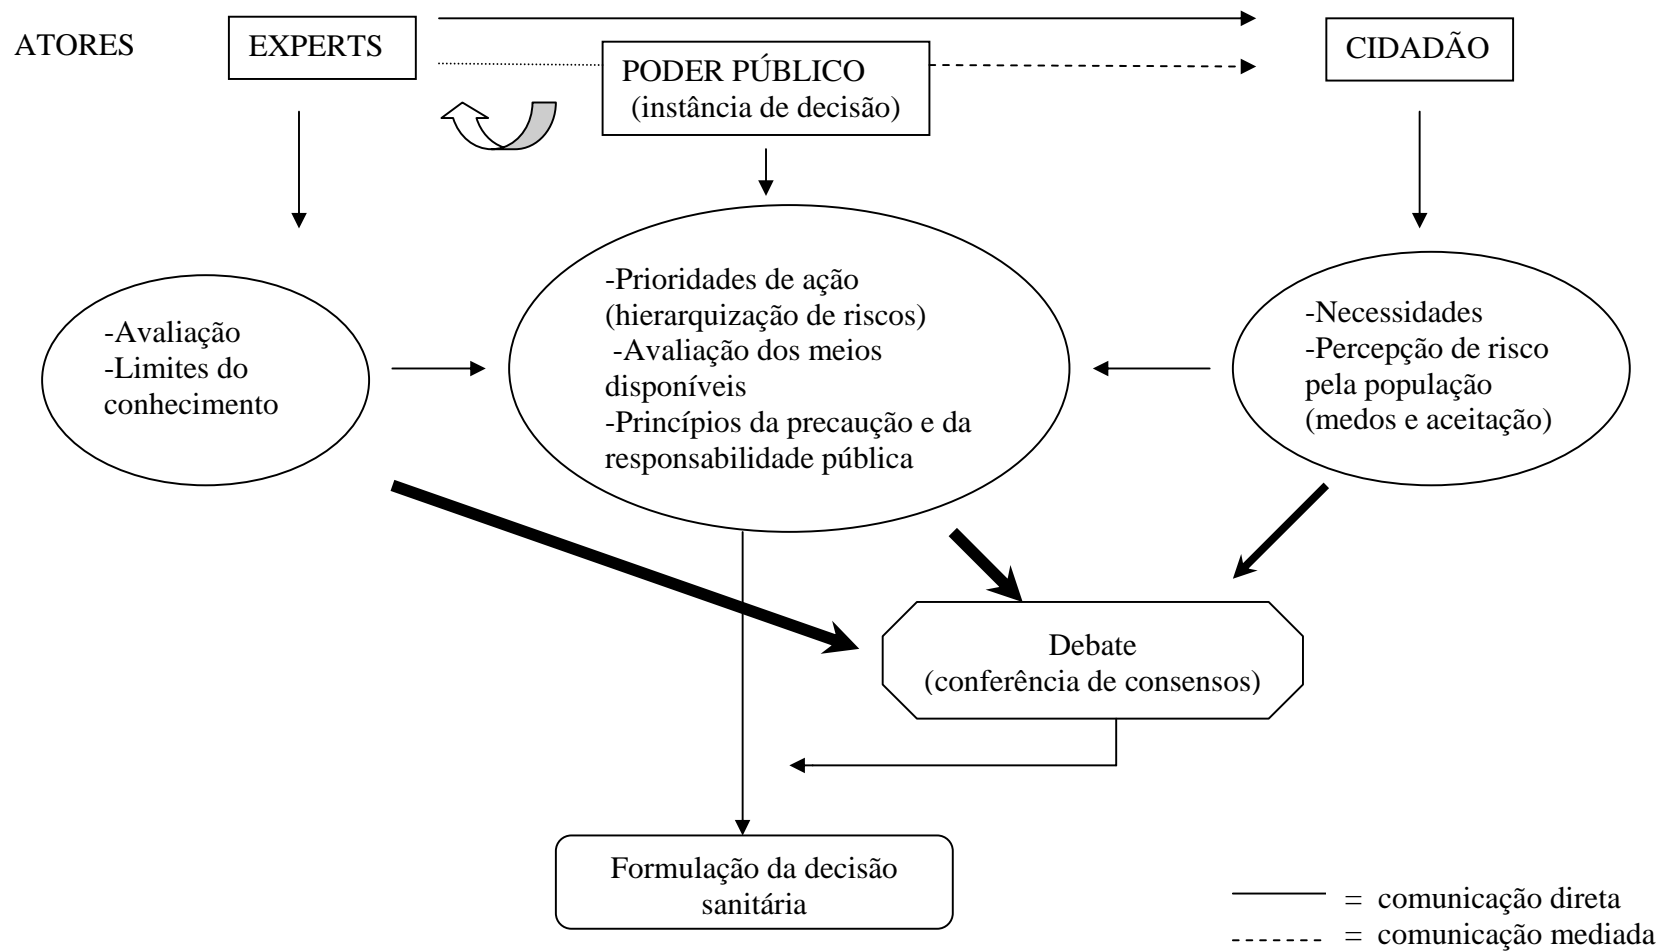 ATORES
EXPERTS
PODER PÚBLICO
(instância de decisão)
CIDADÃO
-Avaliação
-Limites do
conhecimento
-Prioridades de ação
(hierarquização de riscos)
-Avaliação dos meios
disponíveis
-Princípios da precaução e da
responsabilidade pública
-Necessidades
-Percepção de risco
pela população
(medos e aceitação)
Debate
(conferência de consensos)
Formulação da decisão
sanitária
= comunicação direta
= comunicação mediada